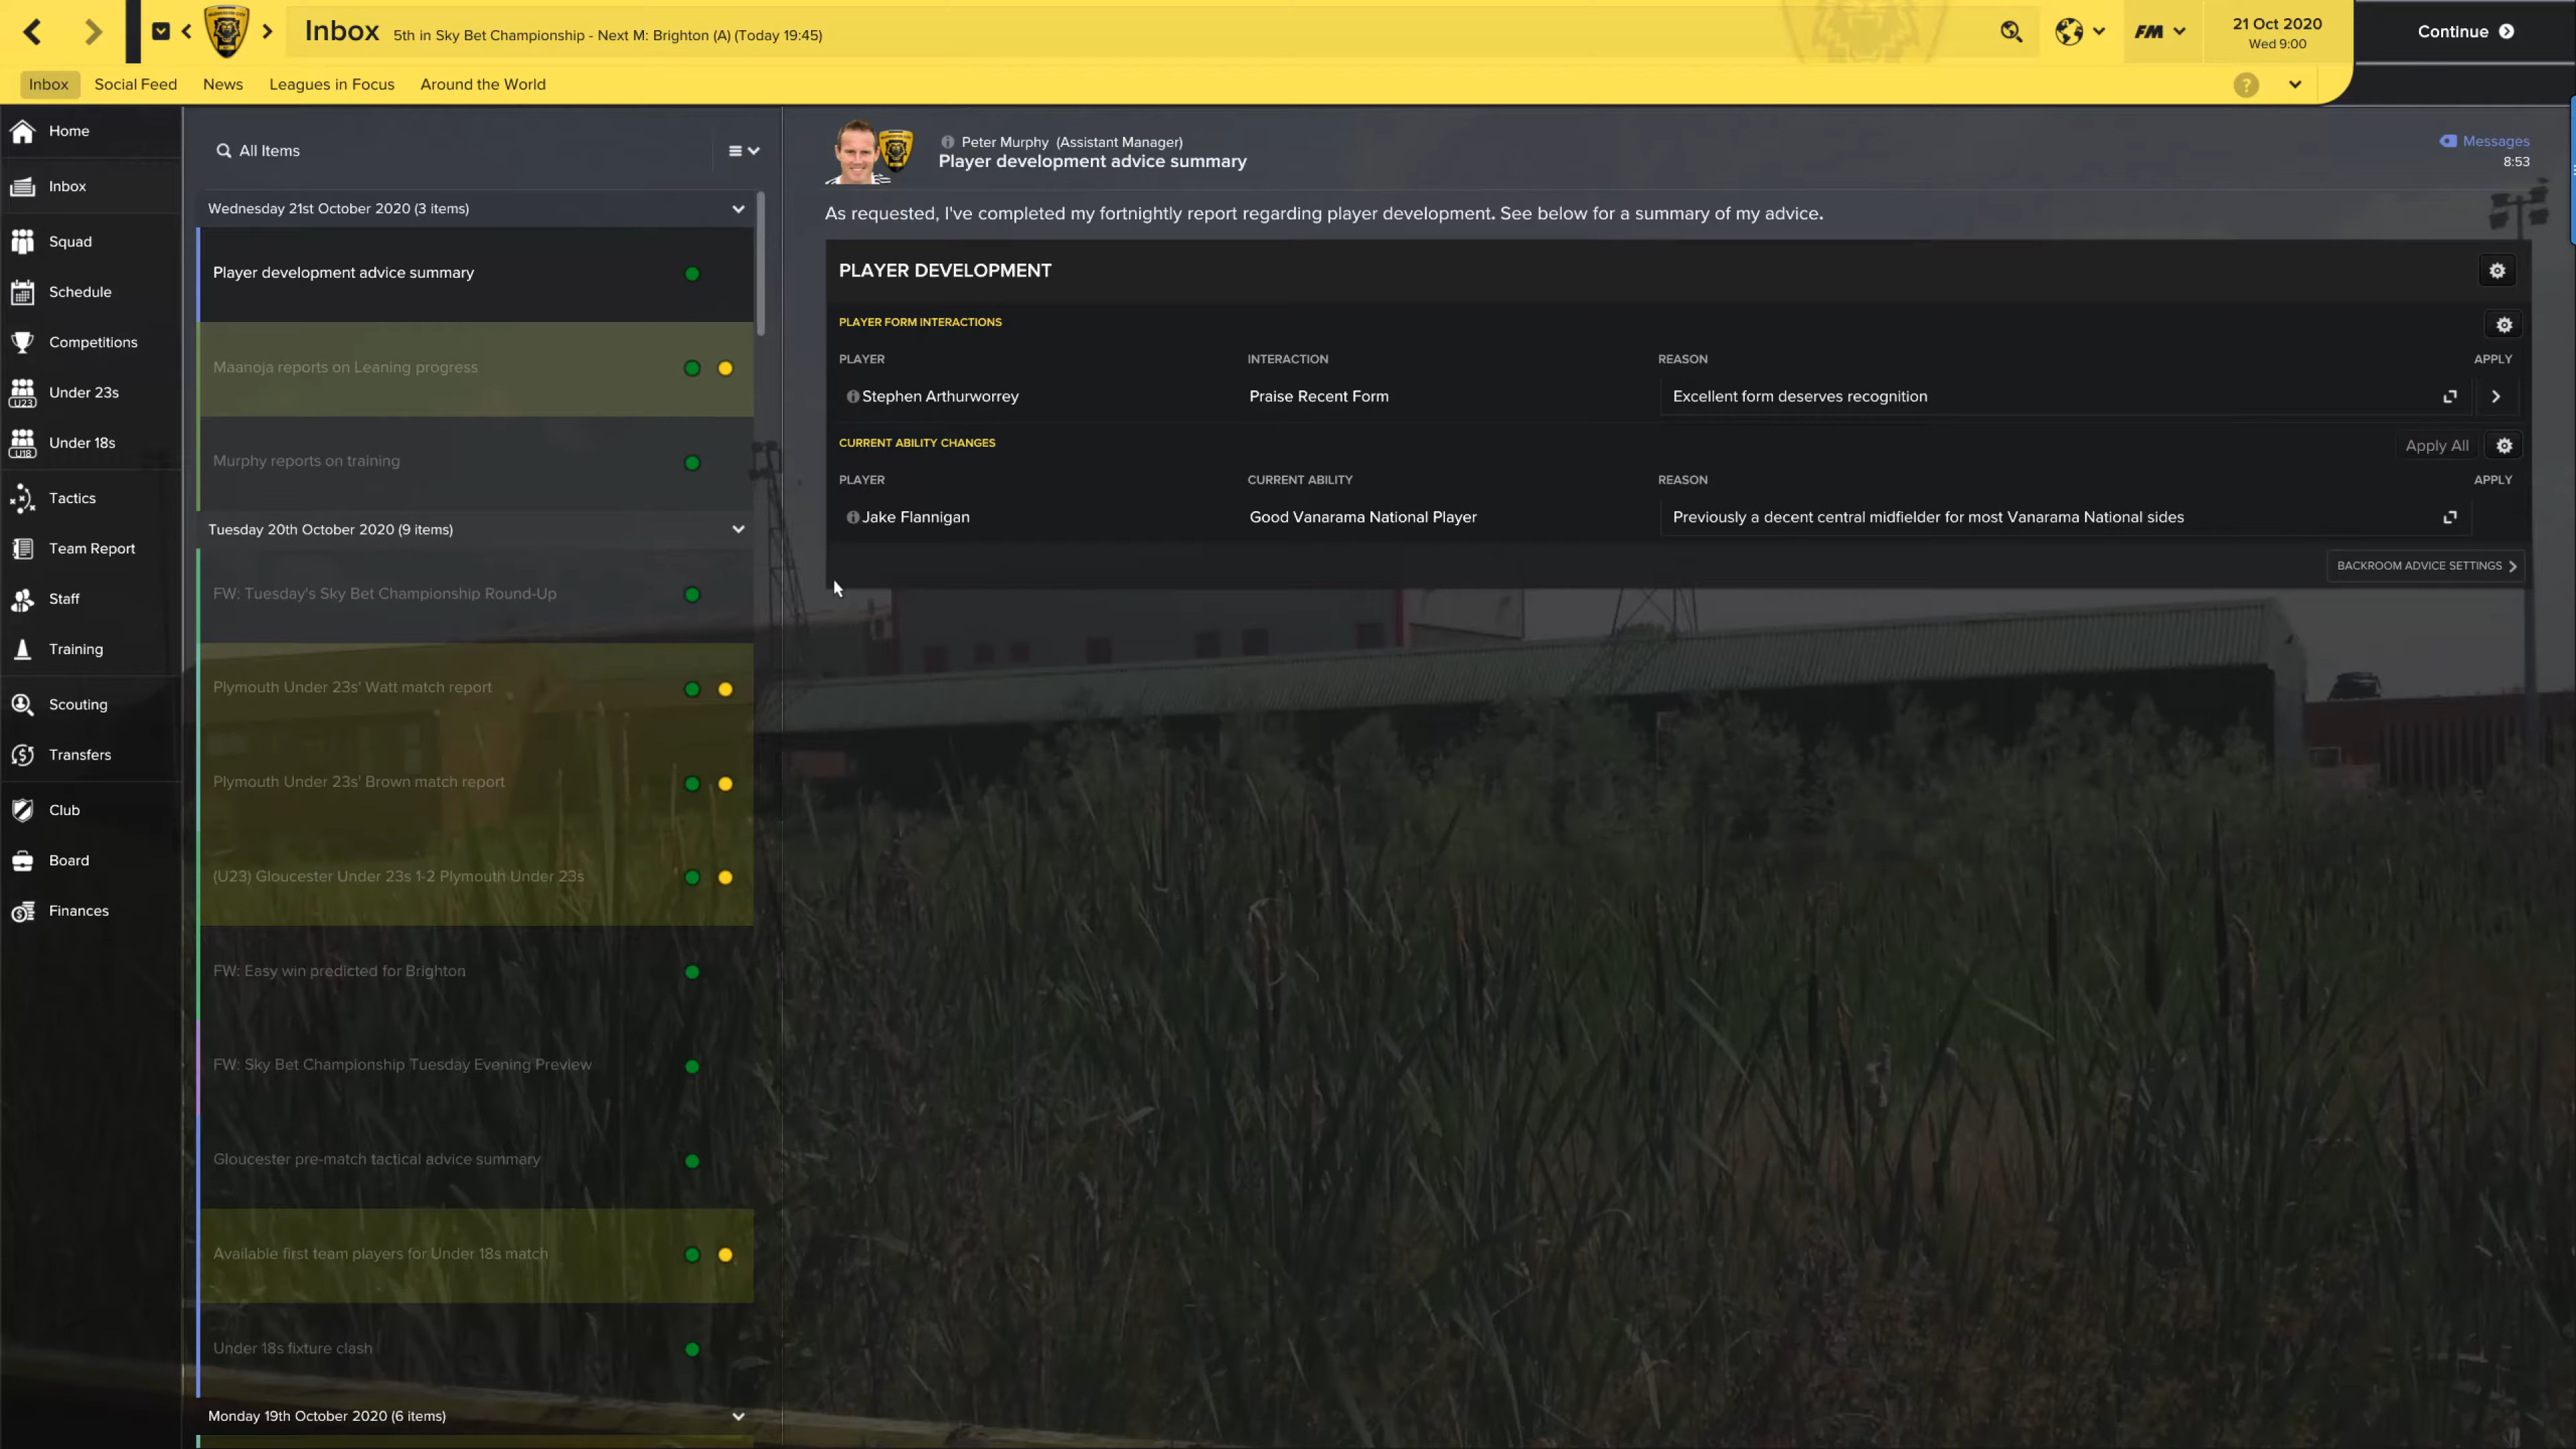 Inbox
5th in Sky Bet Championship - Next M: Brighton (A) (Today 19:45)
FM
21 Oct 2020
Wed 9:00
Continue
Inbox
Social Feed
News
Leagues in Focus
Around the World
?
Home
Inbox
Squad
Schedule
Competitions
U23
Under 23s
U18
Under 18s
Tactics
Team Report
Staff
Training
Scouting
Transfers
Club
Board
Finances
All Items
Wednesday 21st October 2020 (3 items)
Player development advice summary
Maanoja reports on Leaning progress
Murphy reports on training
Tuesday 20th October 2020 (9 items)
FW: Tuesday's Sky Bet Championship Round-Up
Plymouth Under 23s' Watt match report
Plymouth Under 23s' Brown match report
(U23) Gloucester Under 23s 1-2 Plymouth Under 23s
FW: Easy win predicted for Brighton
FW: Sky Bet Championship Tuesday Evening Preview
Gloucester pre-match tactical advice summary
Available first team players for Under 18s match
Under 18s fixture clash
Monday 19th October 2020 (6 items)
Peter Murphy (Assistant Manager)
Player development advice summary
Messages
8:53
As requested, I've completed my fortnightly report regarding player development. See below for a summary of my advice.
PLAYER DEVELOPMENT
PLAYER FORM INTERACTIONS
PLAYER INTERACTION REASON APPLY
Stephen Arthurworrey Praise Recent Form Excellent form deserves recognition
CURRENT ABILITY CHANGES Apply All
PLAYER CURRENT ABILITY REASON APPLY
Jake Flannigan Good Vanarama National Player Previously a decent central midfielder for most Vanarama National sides
BACKROOM ADVICE SETTINGS